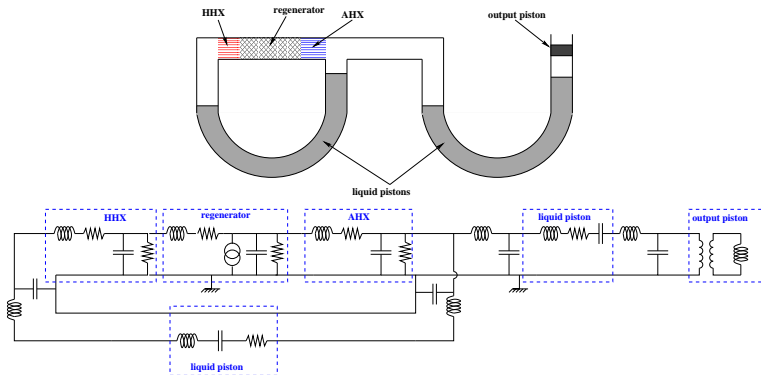 HHX
regenerator
AHX
output piston
liquid pistons
HHX
regenerator
AHX
liquid piston
output piston
liquid piston